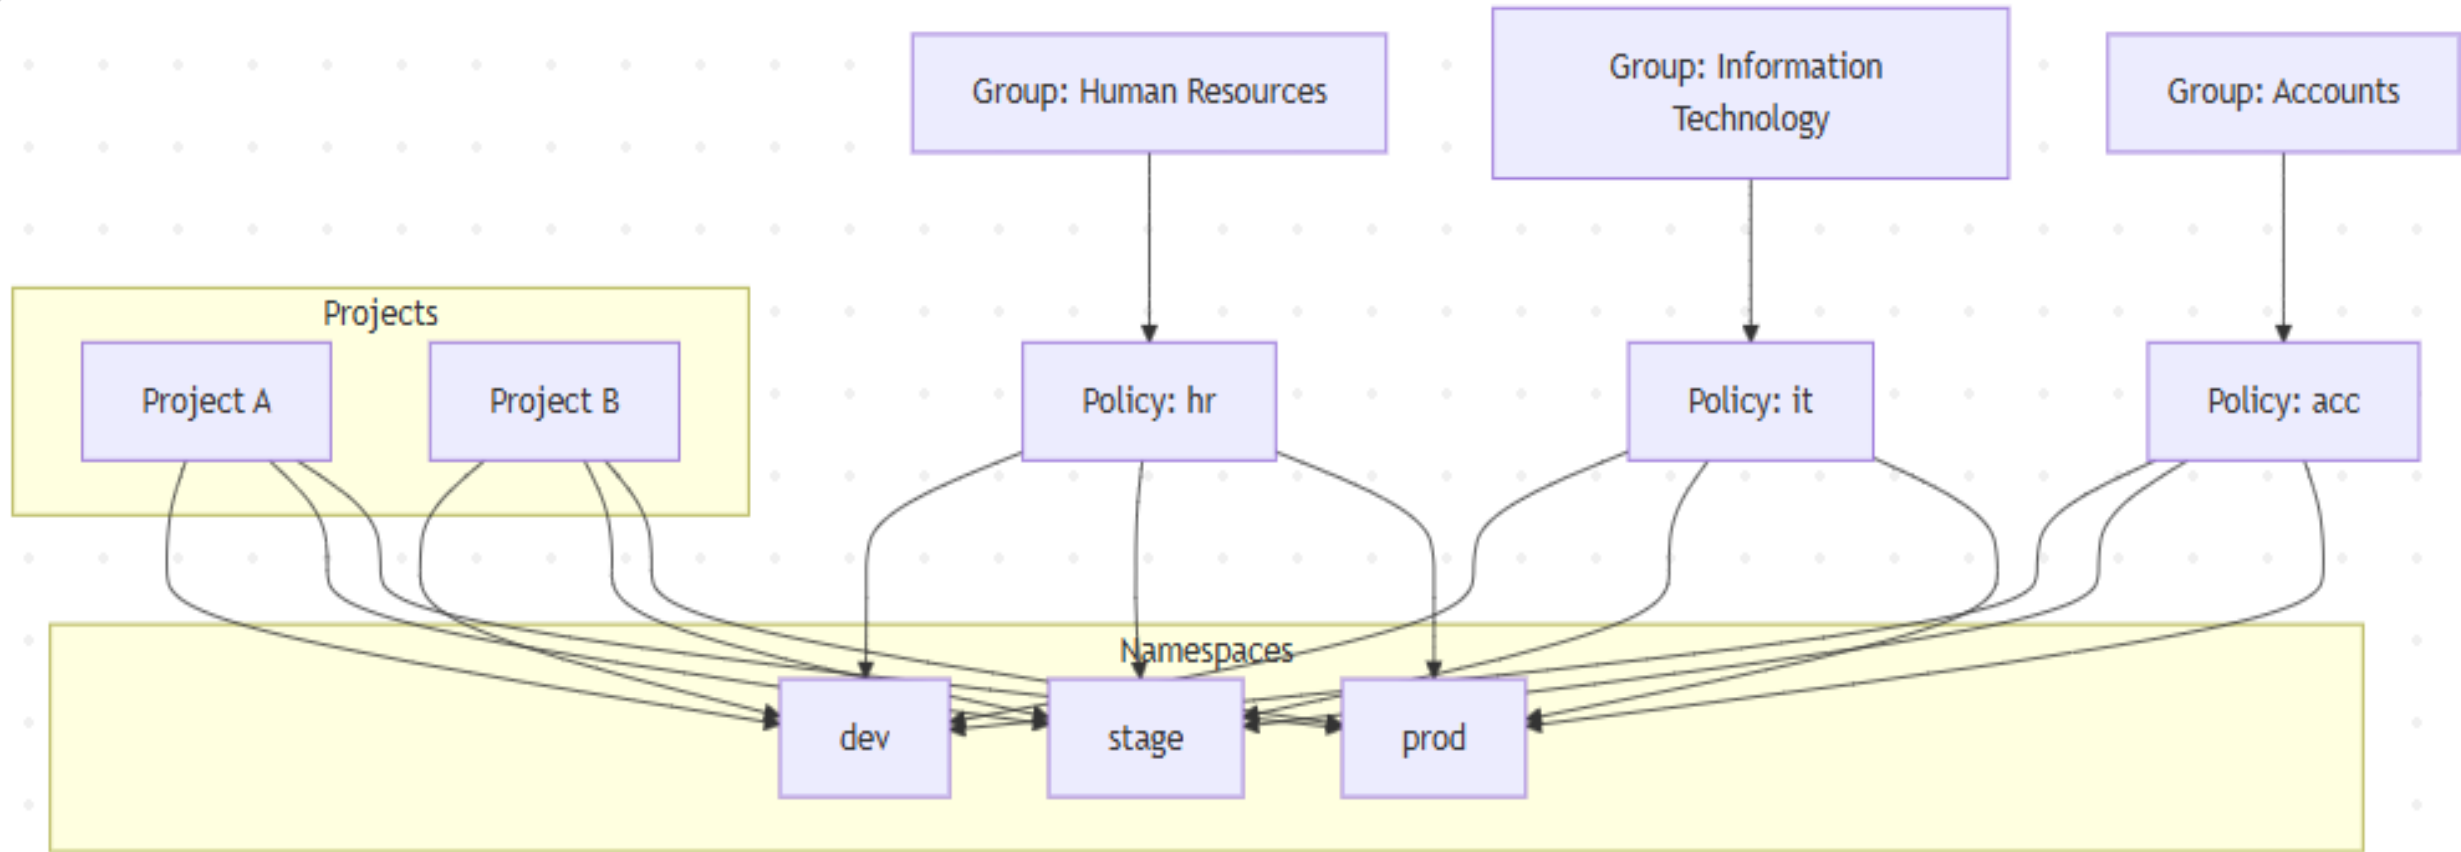 Group: Human Resources
Group: Information
Technology
Group: Accounts
Projects
Project A
Project B
Policy: hr
Policy: it
Policy: acc
Namespaces
dev
stage
prod